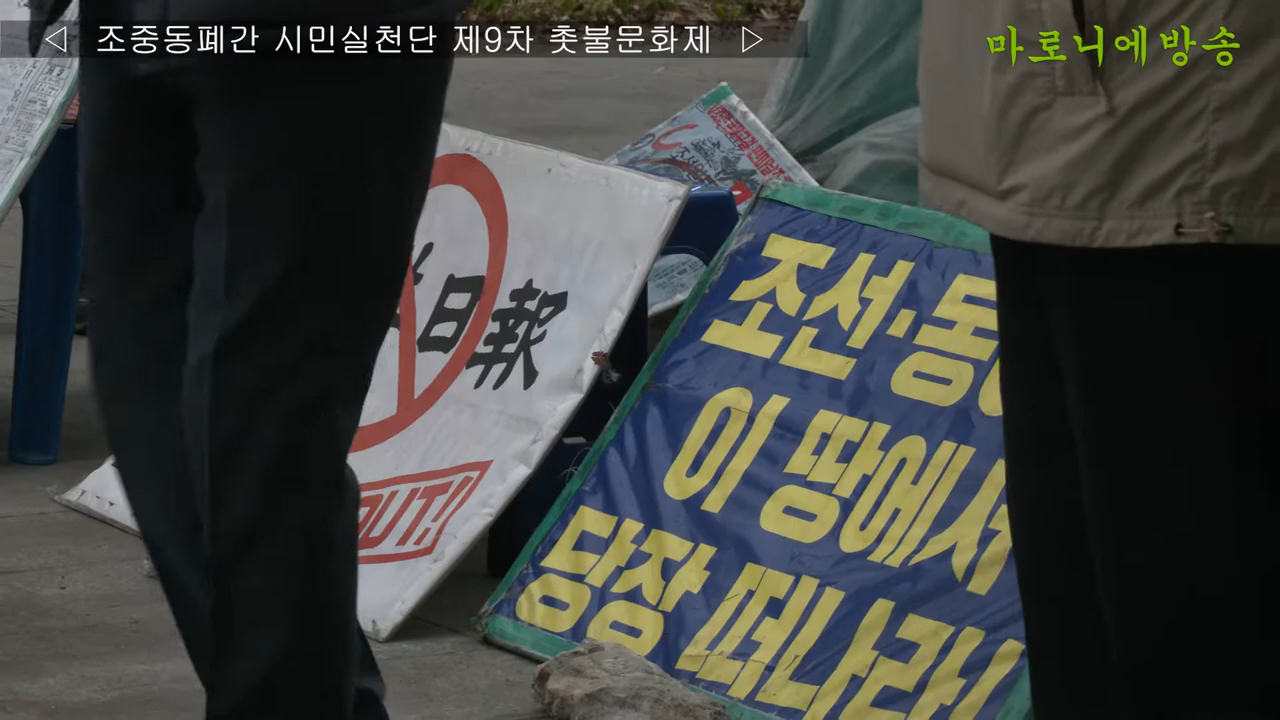 ◁ 조중동폐간 시민실천단 제9차 촛불문화제 ▷
마로니에방송
日報
OUT!
조선·동
이 땅에서
당장 떠나라!